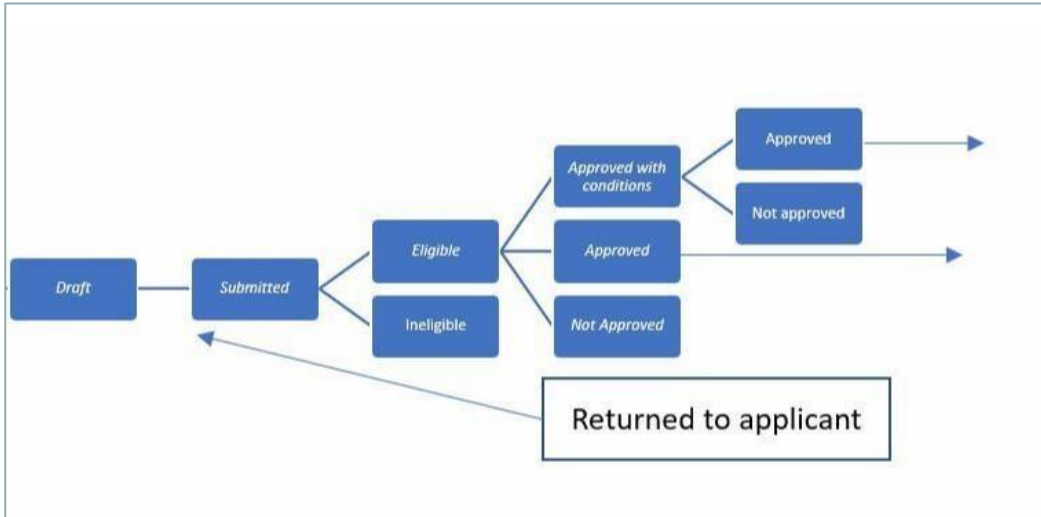 Draft
Submitted
Eligible
Ineligible
Approved with
conditions
Approved
Not Approved
Approved
Not approved
Returned to applicant